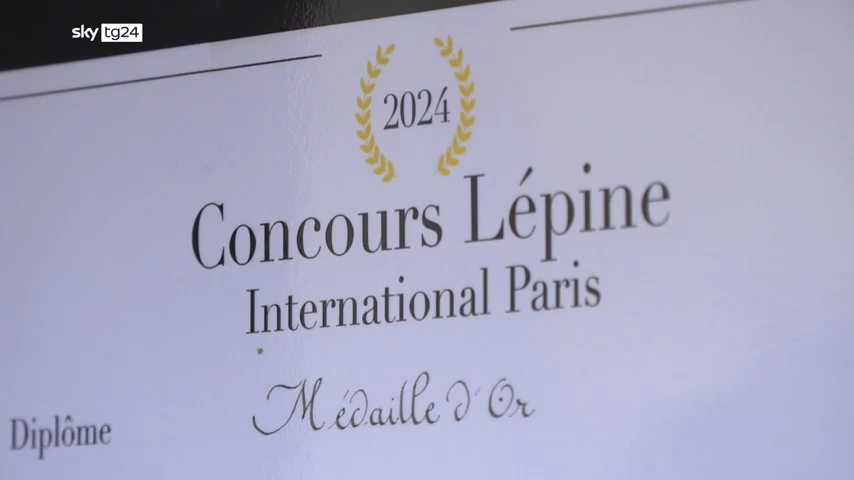 sky tg24
2024
Concours Lépine
International Paris
Diplôme Médaille d'Or